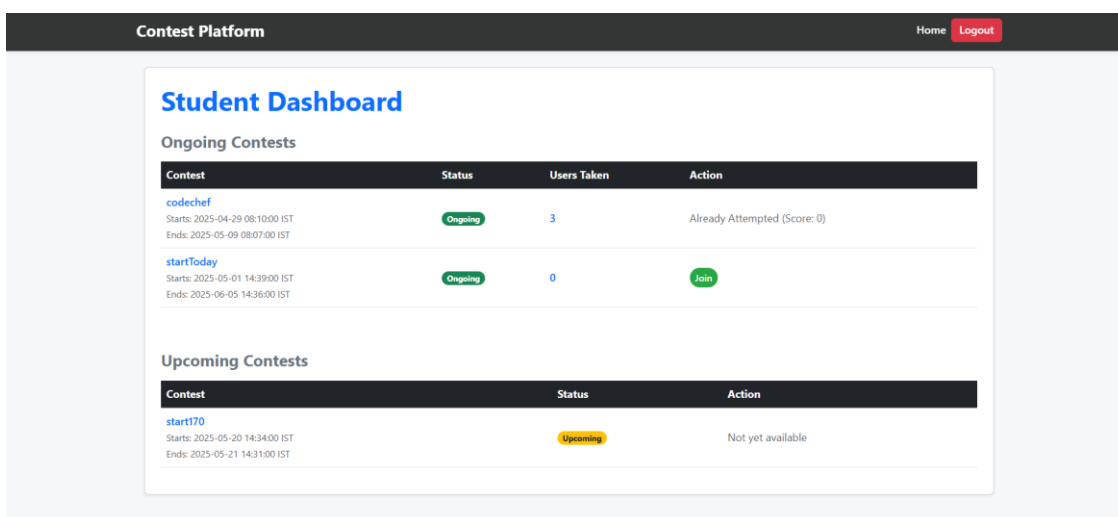 Contest Platform Home Logout
Student Dashboard
Ongoing Contests
Contest Status Users Taken Action
codechef
Starts: 2025-04-29 08:10:00 IST
Ongoing 3 Already Attempted (Score: 0)
Ends: 2025-05-09 08:07:00 IST
startToday
Starts: 2025-05-01 14:39:00 IST
Ongoing 0 Join
Ends: 2025-06-05 14:36:00 IST
Upcoming Contests
Contest Status Action
start170
Starts: 2025-05-20 14:34:00 IST
Upcoming Not yet available
Ends: 2025-05-21 14:31:00 IST